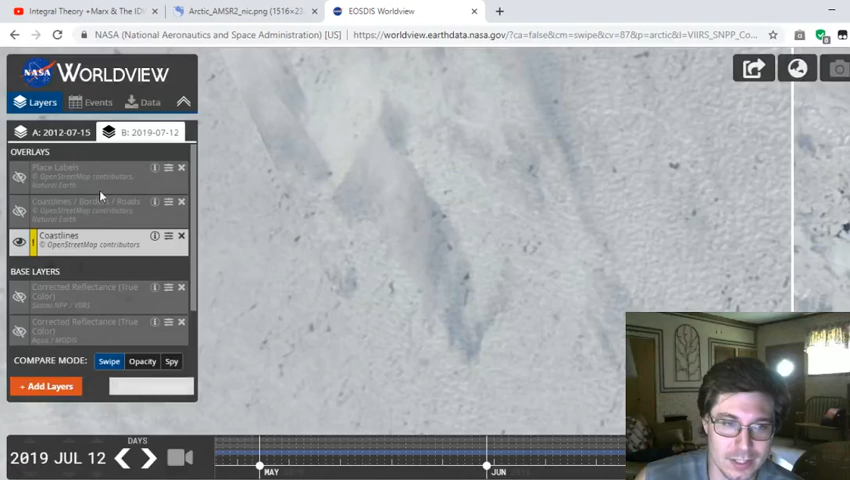 Integral Theory +Marx & The IDW
Arctic_AMSR2_nic.png (1516×23
EOSDIS Worldview
NASA (National Aeronautics and Space Administration) [US]
https://worldview.earthdata.nasa.gov/?ca=false&cm=swipe&cv=87&p=arctic&l=VIIRS_SNPP_Co
NASA WORLDVIEW
Layers
Events
Data
A: 2012-07-15
B: 2019-07-12
OVERLAYS
Place Labels
© OpenStreetMap contributors,
Natural Earth
Coastlines / Borders / Roads
© OpenStreetMap contributors
Natural Earth
Coastlines
© OpenStreetMap contributors
BASE LAYERS
Corrected Reflectance (True
Color)
Suomi NPP / VIIRS
Corrected Reflectance (True
Color)
Aqua / MODIS
COMPARE MODE:
Swipe
Opacity
Spy
+ Add Layers
DAYS
2019 JUL 12
MAY
JUN